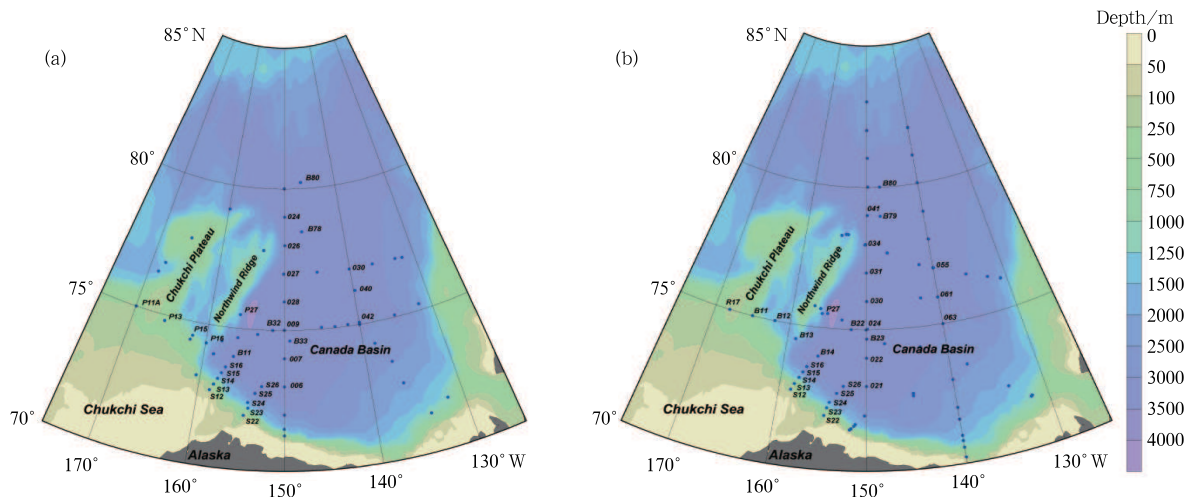 Depth/m
(a)
85° N
80°
75°
70°
170°
160°
150°
140°
130° W
B80
024
B78
026
027
030
028
040
P27
B32
009
042
B33
007
006
P11A
P13
P15
P16
B11
S16
S15
S14
S13
S12
S26
S25
S24
S23
S22
Chukchi Plateau
Northwind Ridge
Canada Basin
Chukchi Sea
Alaska
(b)
85° N
80°
75°
70°
170°
160°
150°
140°
130° W
B80
041
B79
034
031
055
030
061
P27
B22
024
063
B23
022
021
R17
B11
B12
B13
B14
S16
S15
S14
S13
S12
S26
S25
S24
S23
S22
Chukchi Plateau
Northwind Ridge
Canada Basin
Chukchi Sea
Alaska
0
50
100
250
500
750
1000
1250
1500
2000
2500
3000
3500
4000